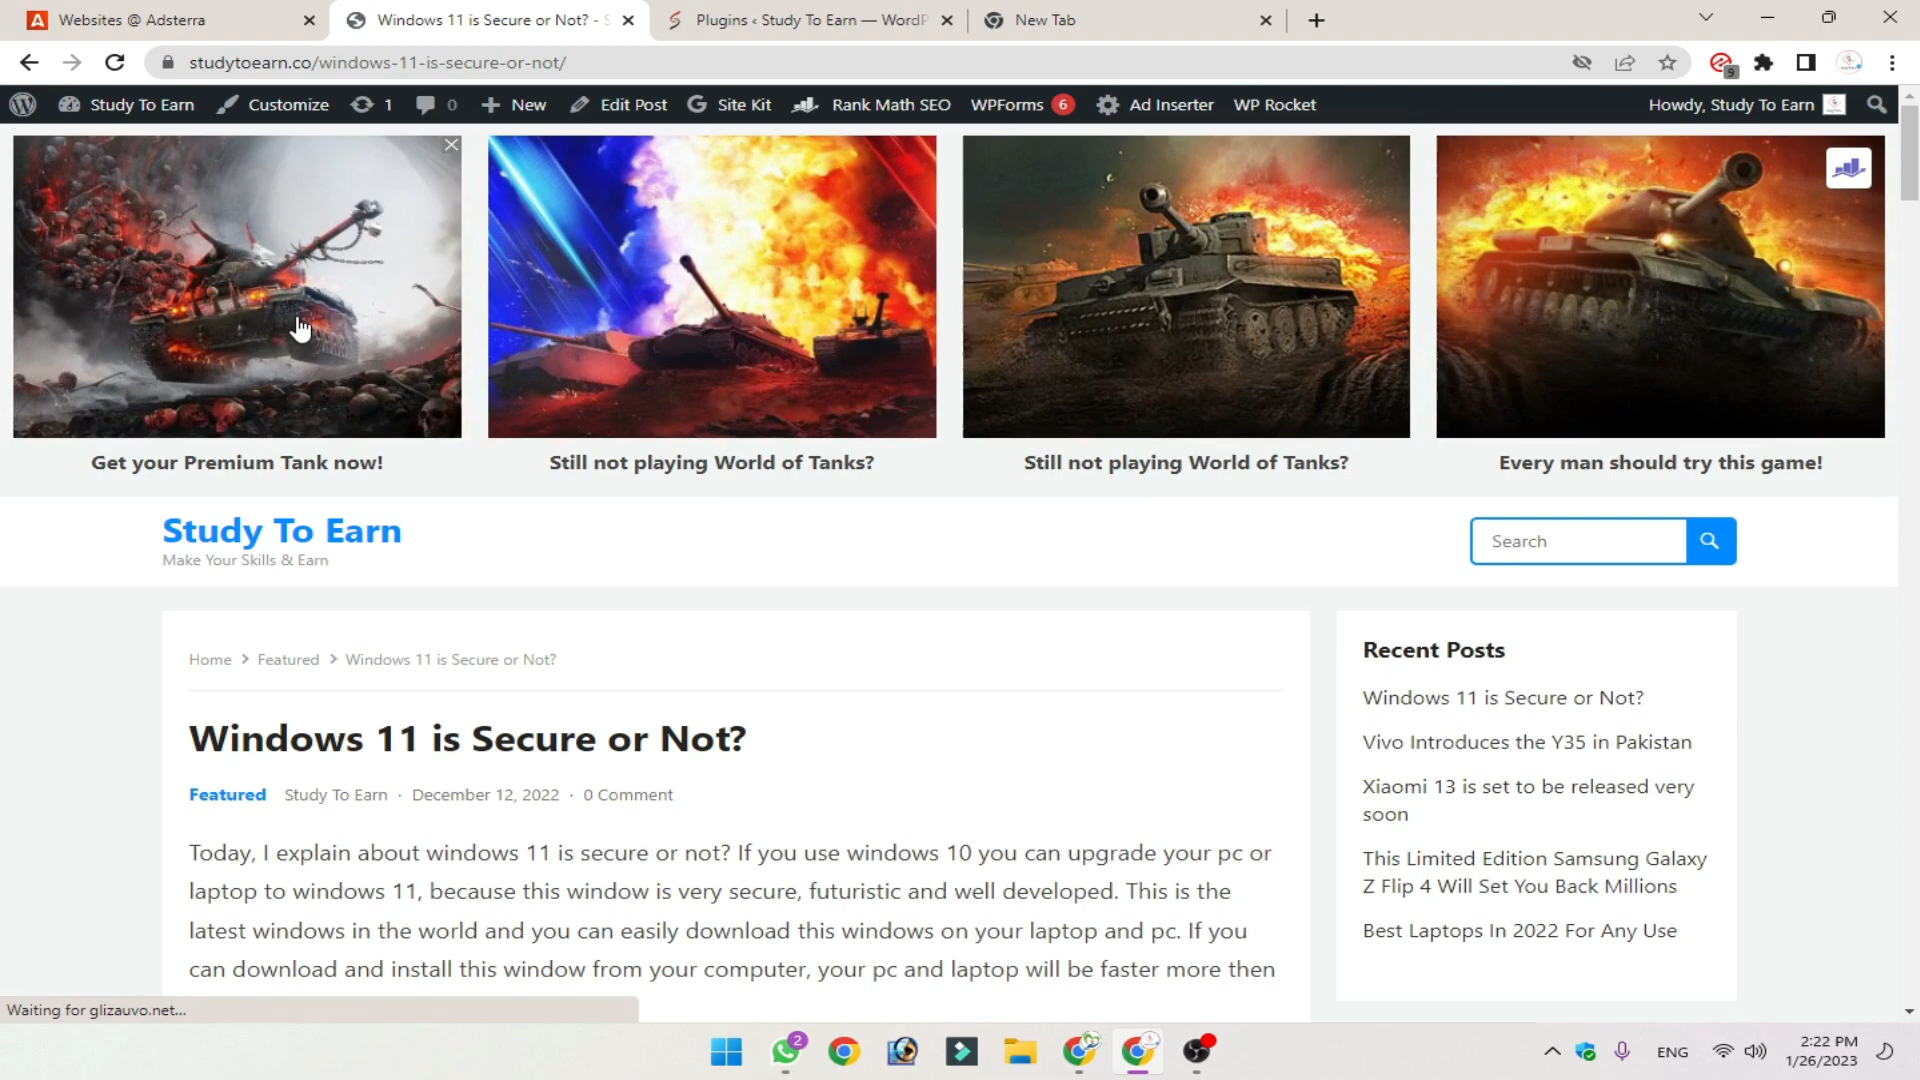 Websites @ Adsterra
Windows 11 is Secure or Not? - S
Plugins ‹ Study To Earn — WordP
New Tab
studytoearn.co/windows-11-is-secure-or-not/
9
Study To Earn
Customize
1
0
New
Edit Post
Site Kit
Rank Math SEO
WPForms 6
Ad Inserter
WP Rocket
Howdy, Study To Earn
Get your Premium Tank now!
Still not playing World of Tanks?
Still not playing World of Tanks?
Every man should try this game!
Study To Earn
Make Your Skills & Earn
Search
Home > Featured > Windows 11 is Secure or Not?
Windows 11 is Secure or Not?
Featured Study To Earn · December 12, 2022 · 0 Comment
Today, I explain about windows 11 is secure or not? If you use windows 10 you can upgrade your pc or
laptop to windows 11, because this window is very secure, futuristic and well developed. This is the
latest windows in the world and you can easily download this windows on your laptop and pc. If you
can download and install this window from your computer, your pc and laptop will be faster more then
Recent Posts
Windows 11 is Secure or Not?
Vivo Introduces the Y35 in Pakistan
Xiaomi 13 is set to be released very
soon
This Limited Edition Samsung Galaxy
Z Flip 4 Will Set You Back Millions
Best Laptops In 2022 For Any Use
Waiting for glizauvo.net...
2
ENG
2:22 PM
1/26/2023